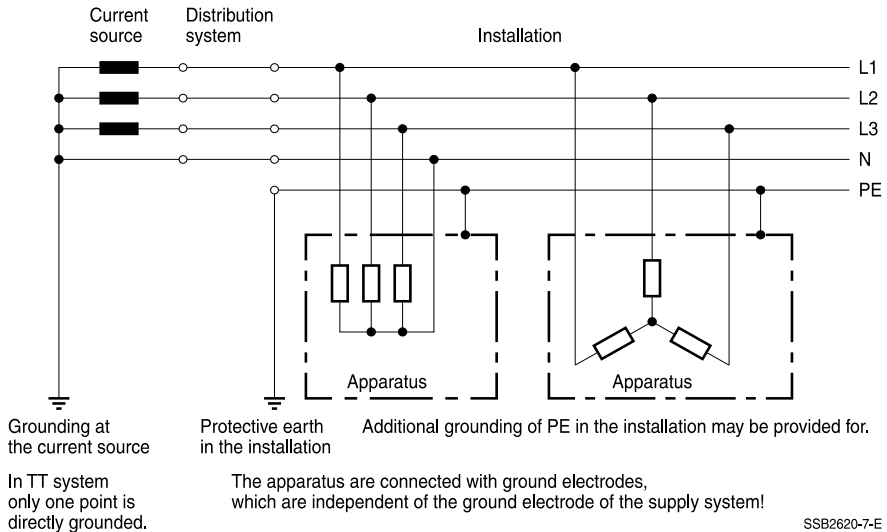 Current
source
Distribution
system
Installation
L1
L2
L3
N
PE
Apparatus
Apparatus
Grounding at
the current source
Protective earth
in the installation
Additional grounding of PE in the installation may be provided for.
In TT system
only one point is
directly grounded.
The apparatus are connected with ground electrodes,
which are independent of the ground electrode of the supply system!
SSB2620-7-E